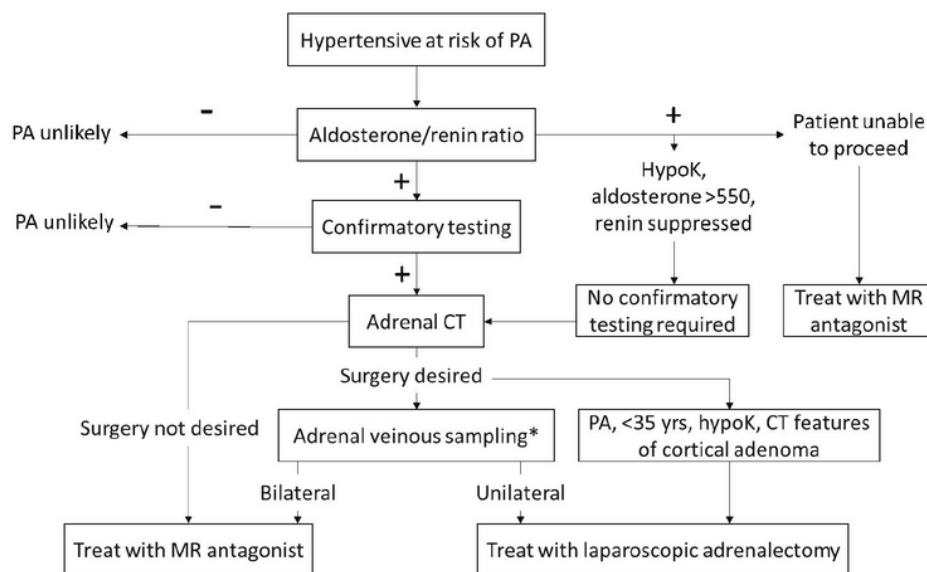 Hypertensive at risk of PA
−
+
PA unlikely
Aldosterone/renin ratio
Patient unable
to proceed
+
HypoK,
aldosterone >550,
renin suppressed
−
PA unlikely
Confirmatory testing
+
Adrenal CT
No confirmatory
testing required
Treat with MR
antagonist
Surgery desired
Surgery not desired
Adrenal veinous sampling*
PA, <35 yrs, hypoK, CT features
of cortical adenoma
Bilateral
Unilateral
Treat with MR antagonist
Treat with laparoscopic adrenalectomy